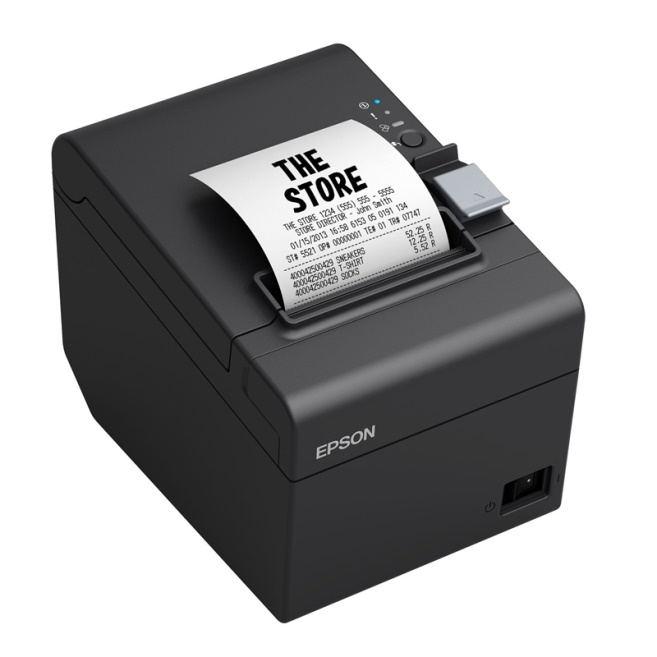 THE
STORE
THE STORE 1234 (555) 555 - 5555
STORE DIRECTOR - John Smith
01/15/2013 16:58 6153 05 0191 134
ST# 5521 OP# 00000001 TE# 01 TR# 07747
400042500429 SNEAKERS 52.25 R
400042500429 T-SHIRT 12.25 R
400042500429 SOCKS 5.52 R
EPSON